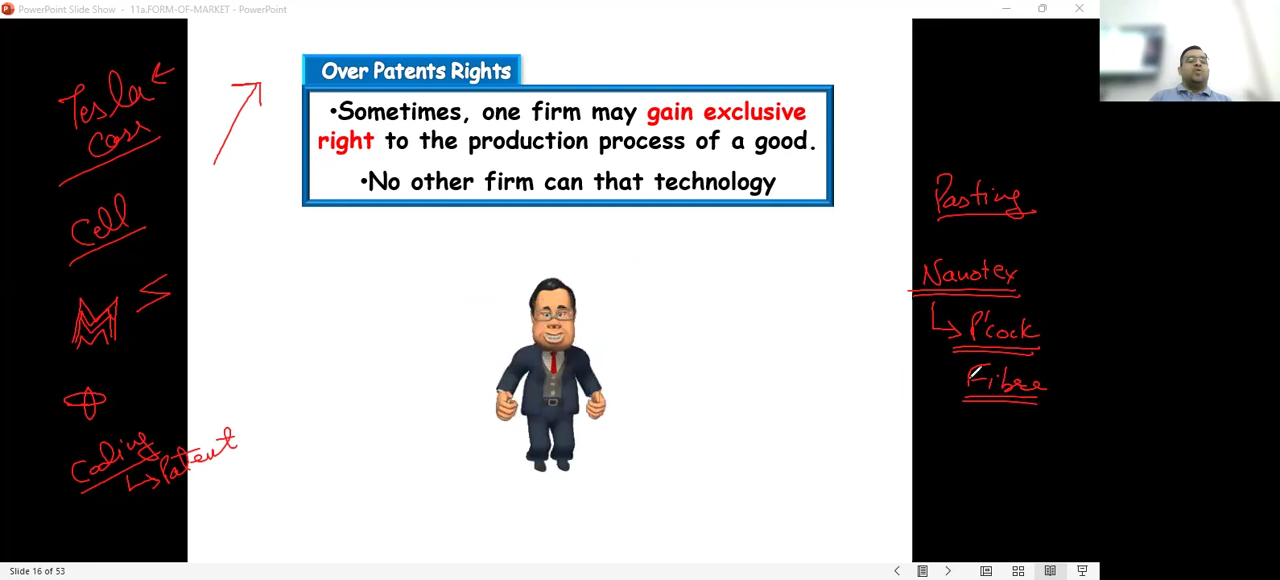 PowerPoint Slide Show - 11a.FORM-OF-MARKET - PowerPoint
Over Patents Rights
•Sometimes, one firm may gain exclusive
right to the production process of a good.
•No other firm can that technology
Tesla
Cars
Cell
M
Coding
Patent
Pasting
Nanotex
P'cock
Fibre
Slide 16 of 53